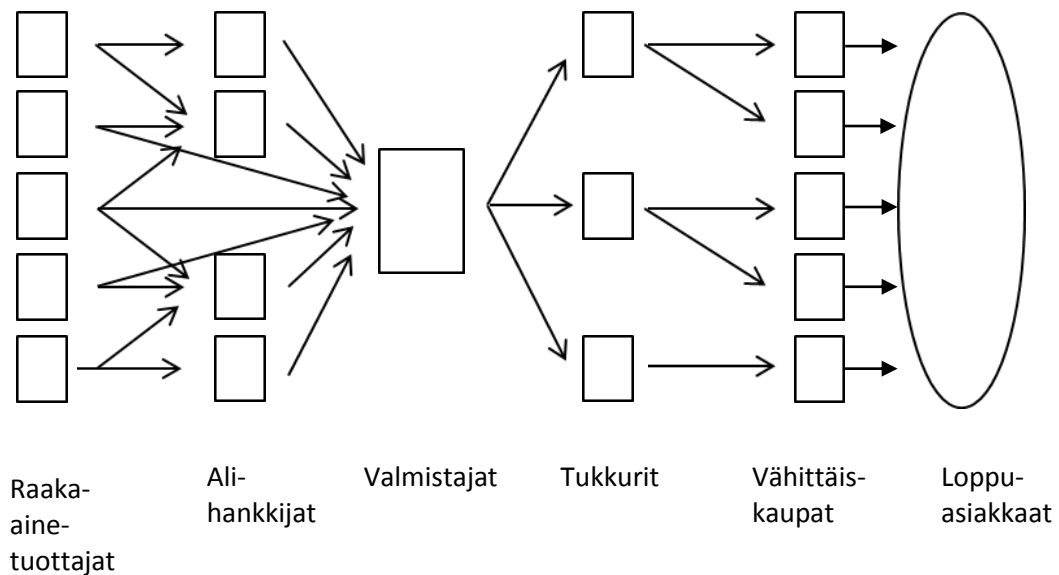 Raaka-
aine-
tuottajat
Ali-
hankkijat
Valmistajat
Tukkurit
Vähittäis-
kaupat
Loppu-
asiakkaat